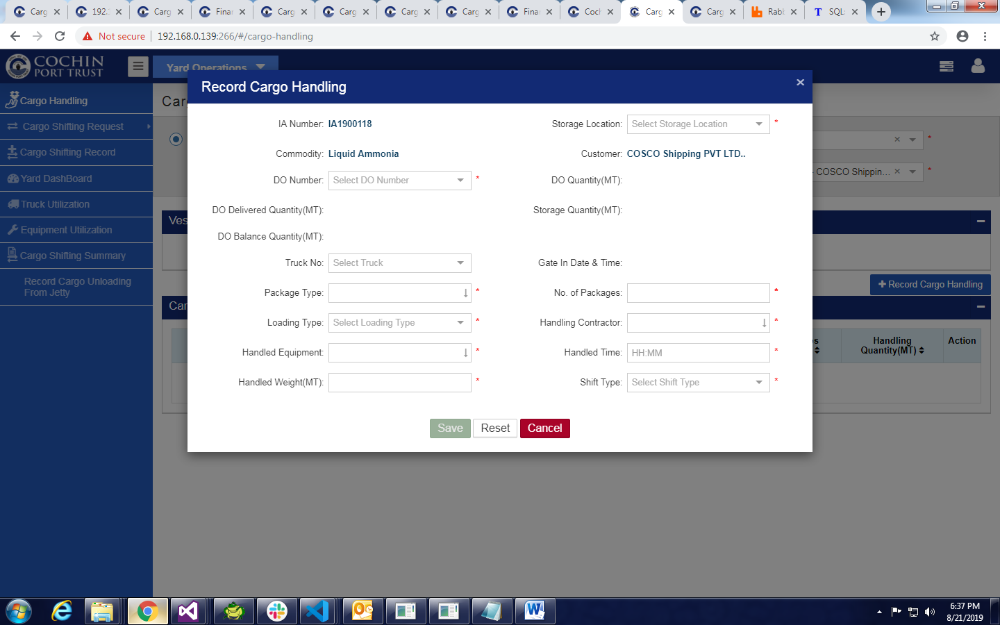 Carg 192. Carg Finan Carg Carg Carg Carg Finan Coch Carg Carg Rabb SQL
Not secure 192.168.0.139:266/#/cargo-handling
COCHIN
PORT TRUST
Yard Operations
Record Cargo Handling ×
Cargo Handling
Cargo Shifting Request
Cargo Shifting Record
Yard DashBoard
Truck Utilization
Equipment Utilization
Cargo Shifting Summary
Record Cargo Unloading
From Jetty
IA Number: IA1900118 Storage Location: Select Storage Location *
Commodity: Liquid Ammonia Customer: COSCO Shipping PVT LTD..
DO Number: Select DO Number * DO Quantity(MT):
DO Delivered Quantity(MT): Storage Quantity(MT):
DO Balance Quantity(MT):
Truck No: Select Truck Gate In Date & Time:
Package Type: * No. of Packages: *
Loading Type: Select Loading Type * Handling Contractor: *
Handled Equipment: * Handled Time: HH:MM *
Handled Weight(MT): * Shift Type: Select Shift Type *
Save Reset Cancel
× *
- COSCO Shippin... × *
Ves
+ Record Cargo Handling
Car
es
Handling
Quantity(MT)
Action
6:37 PM
8/21/2019